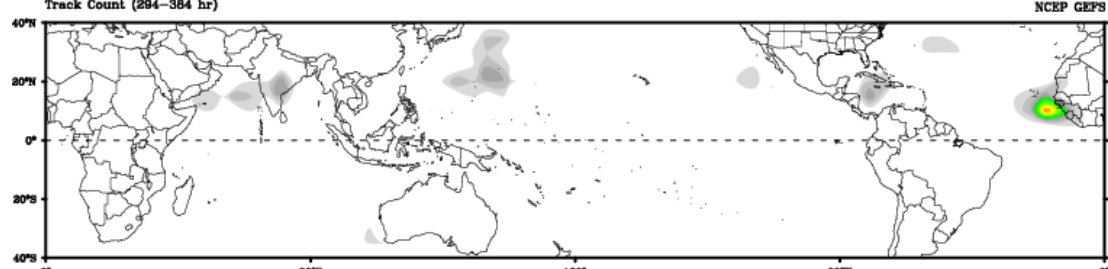 Track Count (294–384 hr)
NCEP GEFS
40°N
20°N
0°
20°S
40°S